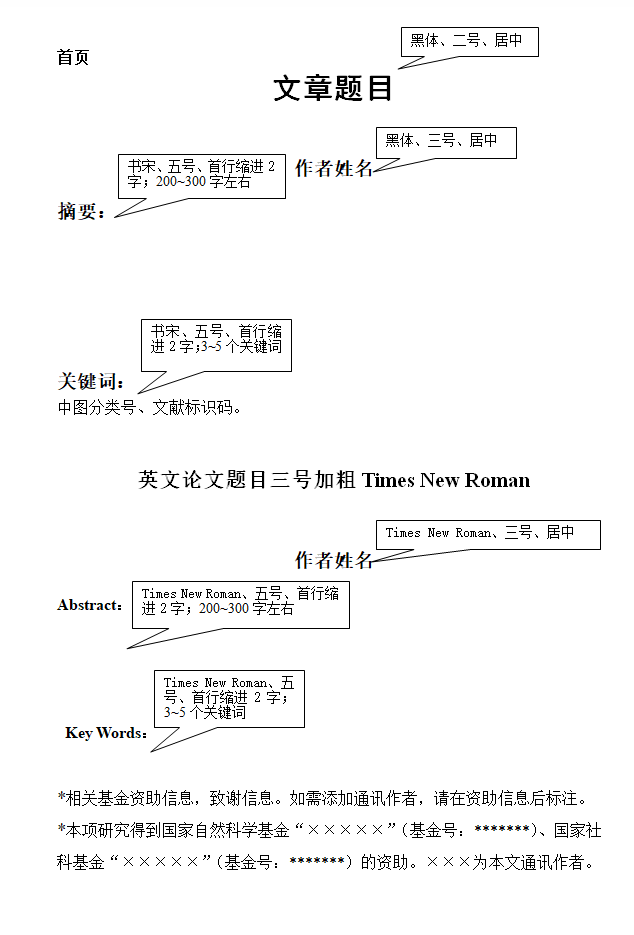 首页
黑体、二号、居中
文章题目
黑体、三号、居中
作者姓名
书宋、五号、首行缩进 2
字；200~300 字左右
摘要：
书宋、五号、首行缩
进 2 字;3~5 个关键词
关键词：
中图分类号、文献标识码。
英文论文题目三号加粗 Times New Roman
Times New Roman、三号、居中
作者姓名
Times New Roman、五号、首行缩
进 2 字；200~300 字左右
Abstract：
Times New Roman、五
号、首行缩进 2 字；
3~5 个关键词
Key Words：
*相关基金资助信息，致谢信息。如需添加通讯作者，请在资助信息后标注。
*本项研究得到国家自然科学基金“×××××”（基金号：*******）、国家社
科基金“×××××”（基金号：*******）的资助。×××为本文通讯作者。